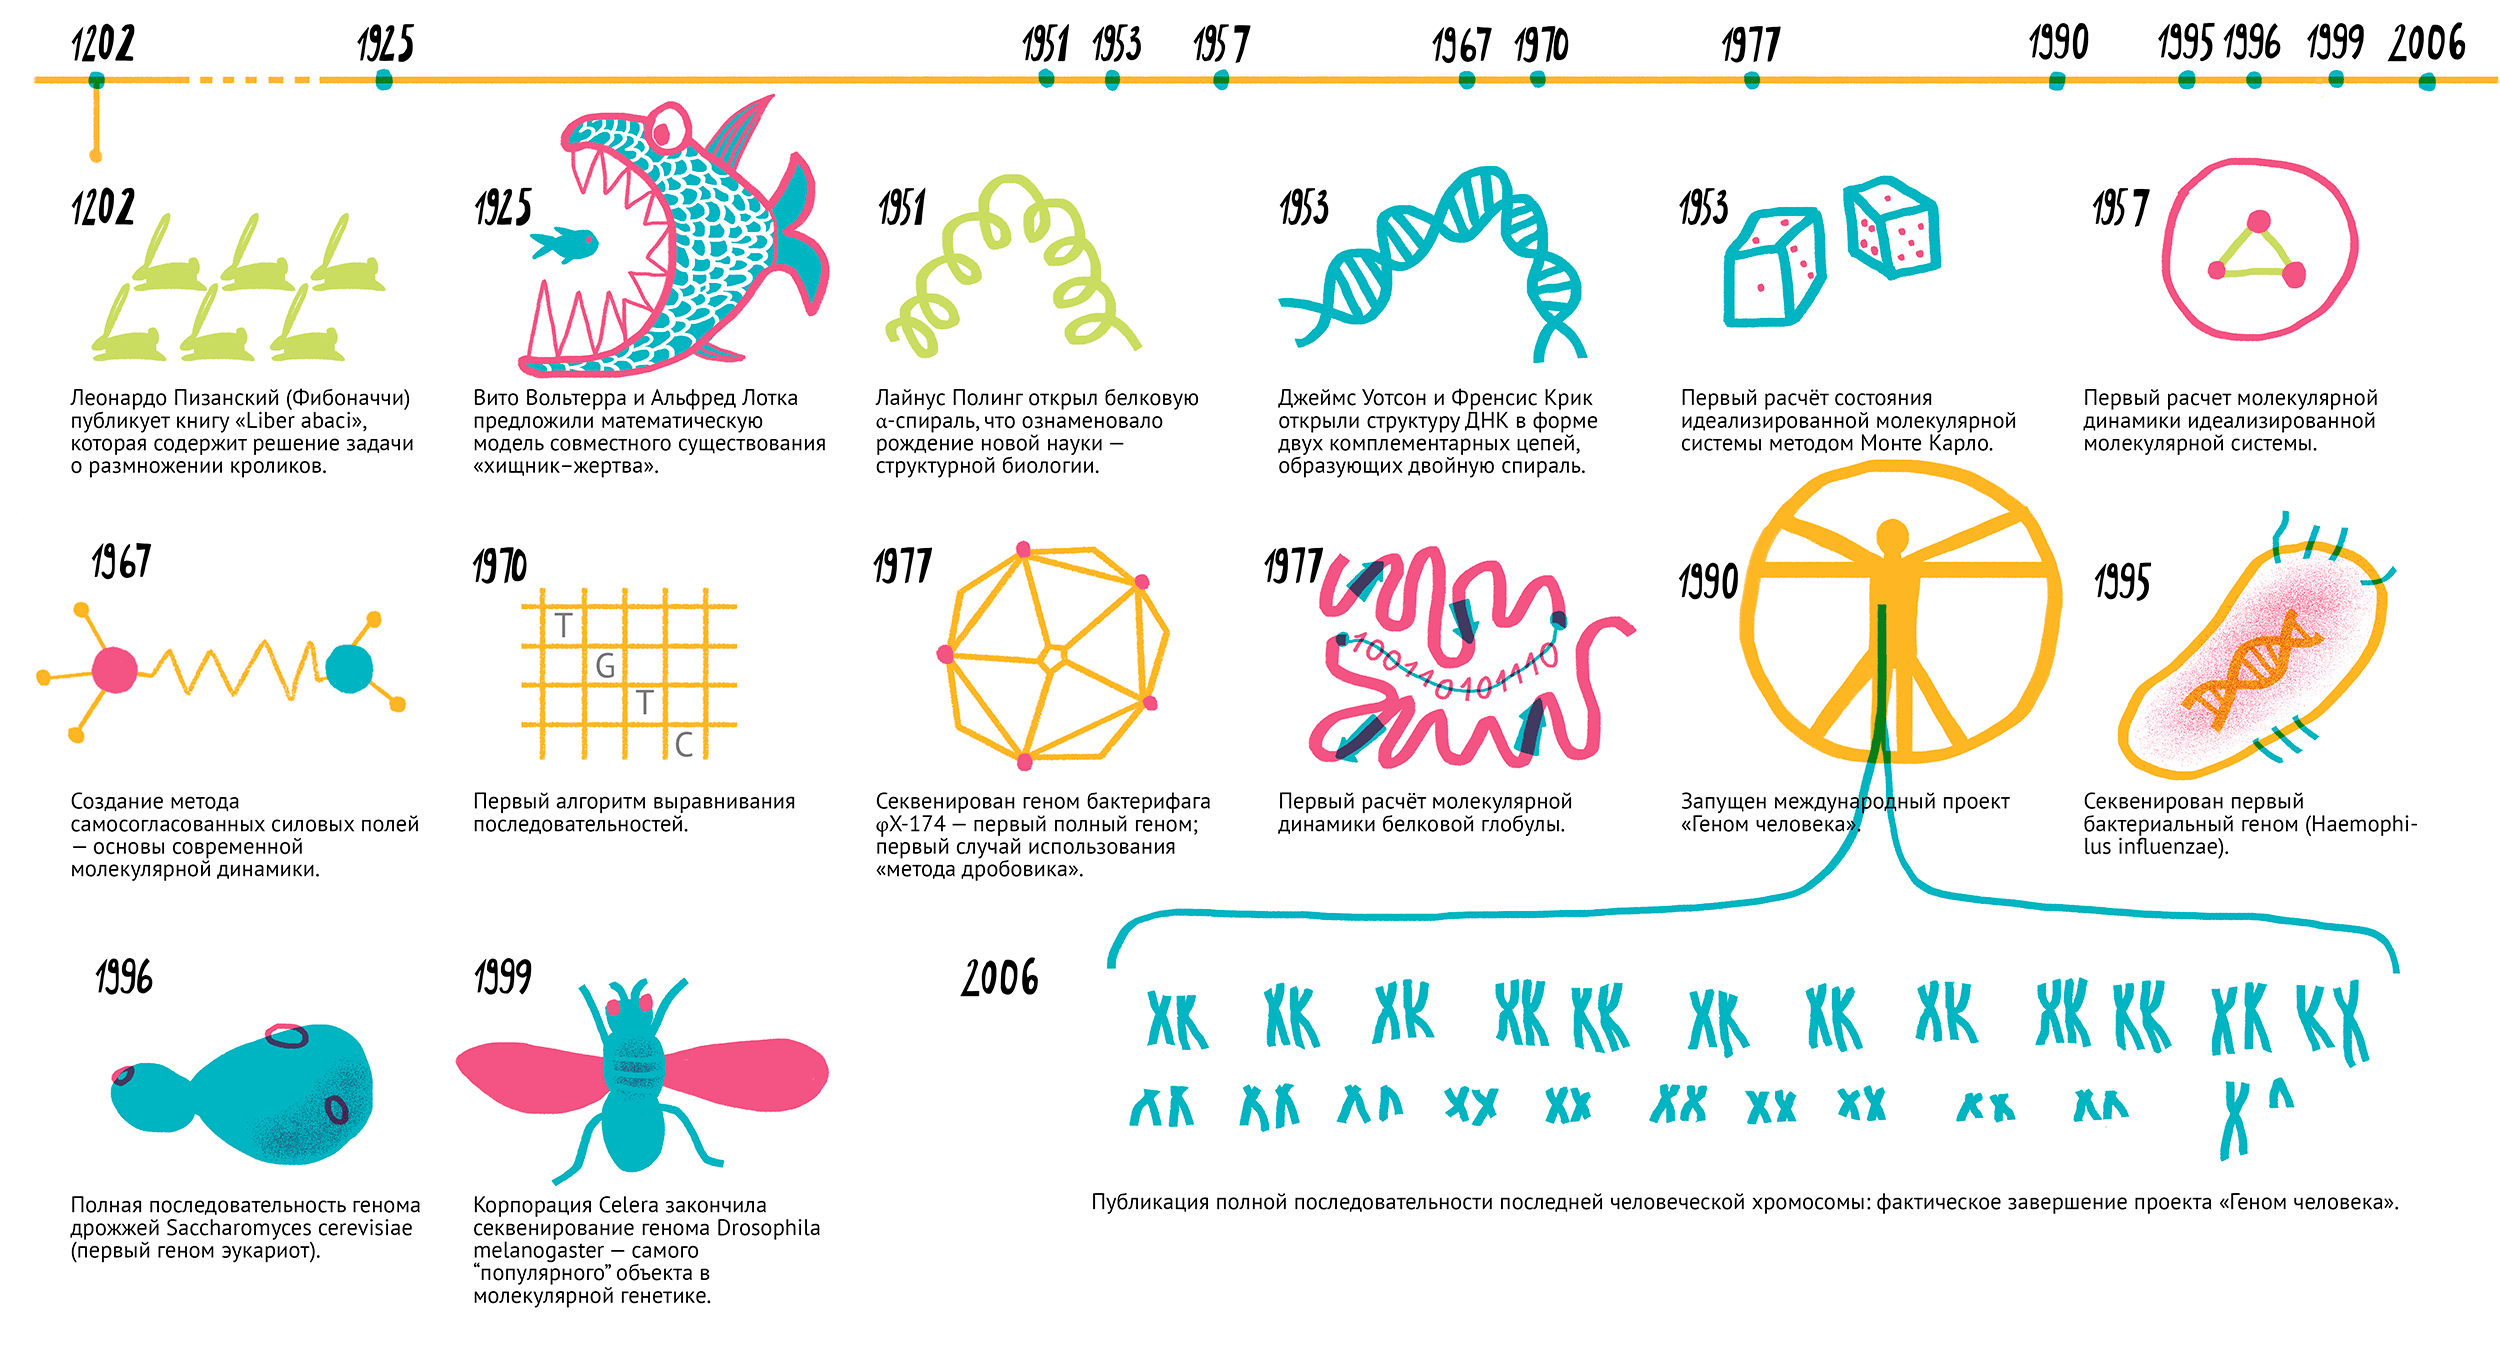 1202 1925 1951 1953 1957 1967 1970 1977 1990 1995 1996 1999 2006
1202
Леонардо Пизанский (Фибоначчи)
публикует книгу «Liber abaci»,
которая содержит решение задачи
о размножении кроликов.
1925
Вито Вольтерра и Альфред Лотка
предложили математическую
модель совместного существования
«хищник–жертва».
1951
Лайнус Полинг открыл белковую
α-спираль, что ознаменовало
рождение новой науки —
структурной биологии.
1953
Джеймс Уотсон и Френсис Крик
открыли структуру ДНК в форме
двух комплементарных цепей,
образующих двойную спираль.
1953
Первый расчёт состояния
идеализированной молекулярной
системы методом Монте Карло.
1957
Первый расчет молекулярной
динамики идеализированной
молекулярной системы.
1967
Создание метода
самосогласованных силовых полей
— основы современной
молекулярной динамики.
1970
T
G
T
C
Первый алгоритм выравнивания
последовательностей.
1977
Секвенирован геном бактерифага
φX-174 — первый полный геном;
первый случай использования
«метода дробовика».
1977
100110101110
Первый расчёт молекулярной
динамики белковой глобулы.
1990
Запущен международный проект
«Геном человека».
1995
Секвенирован первый
бактериальный геном (Haemophi-
lus influenzae).
1996
Полная последовательность генома
дрожжей Saccharomyces cerevisiae
(первый геном эукариот).
1999
Корпорация Celera закончила
секвенирование генома Drosophila
melanogaster — самого
“популярного” объекта в
молекулярной генетике.
2006
Публикация полной последовательности последней человеческой хромосомы: фактическое завершение проекта «Геном человека».